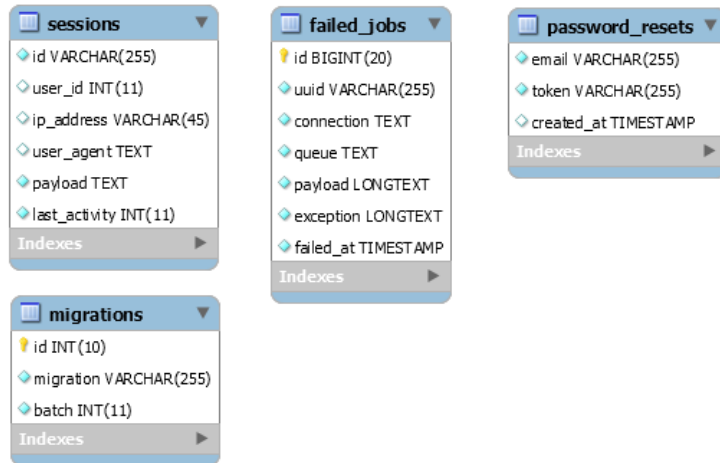 sessions
id VARCHAR(255)
user_id INT(11)
ip_address VARCHAR(45)
user_agent TEXT
payload TEXT
last_activity INT(11)
Indexes
failed_jobs
id BIGINT(20)
uuid VARCHAR(255)
connection TEXT
queue TEXT
payload LONGTEXT
exception LONGTEXT
failed_at TIMESTAMP
Indexes
password_resets
email VARCHAR(255)
token VARCHAR(255)
created_at TIMESTAMP
Indexes
migrations
id INT(10)
migration VARCHAR(255)
batch INT(11)
Indexes